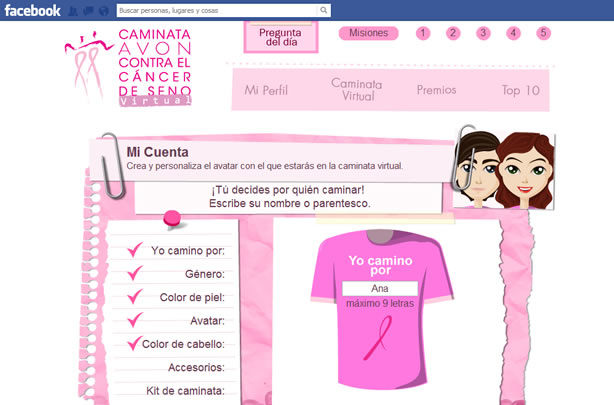 facebook
Buscar personas, lugares y cosas
CAMINATA
AVON
CONTRA EL
CÁNCER
DE SENO
Virtual
Pregunta
del día
Misiones
1
2
3
4
5
Mi Perfil
Caminata
Virtual
Premios
Top 10
Mi Cuenta
Crea y personaliza el avatar con el que estarás en la caminata virtual.
¡Tú decides por quién caminar!
Escribe su nombre o parentesco.
Yo camino por:
Género:
Color de piel:
Avatar:
Color de cabello:
Accesorios:
Kit de caminata:
Yo camino
por
Ana
máximo 9 letras